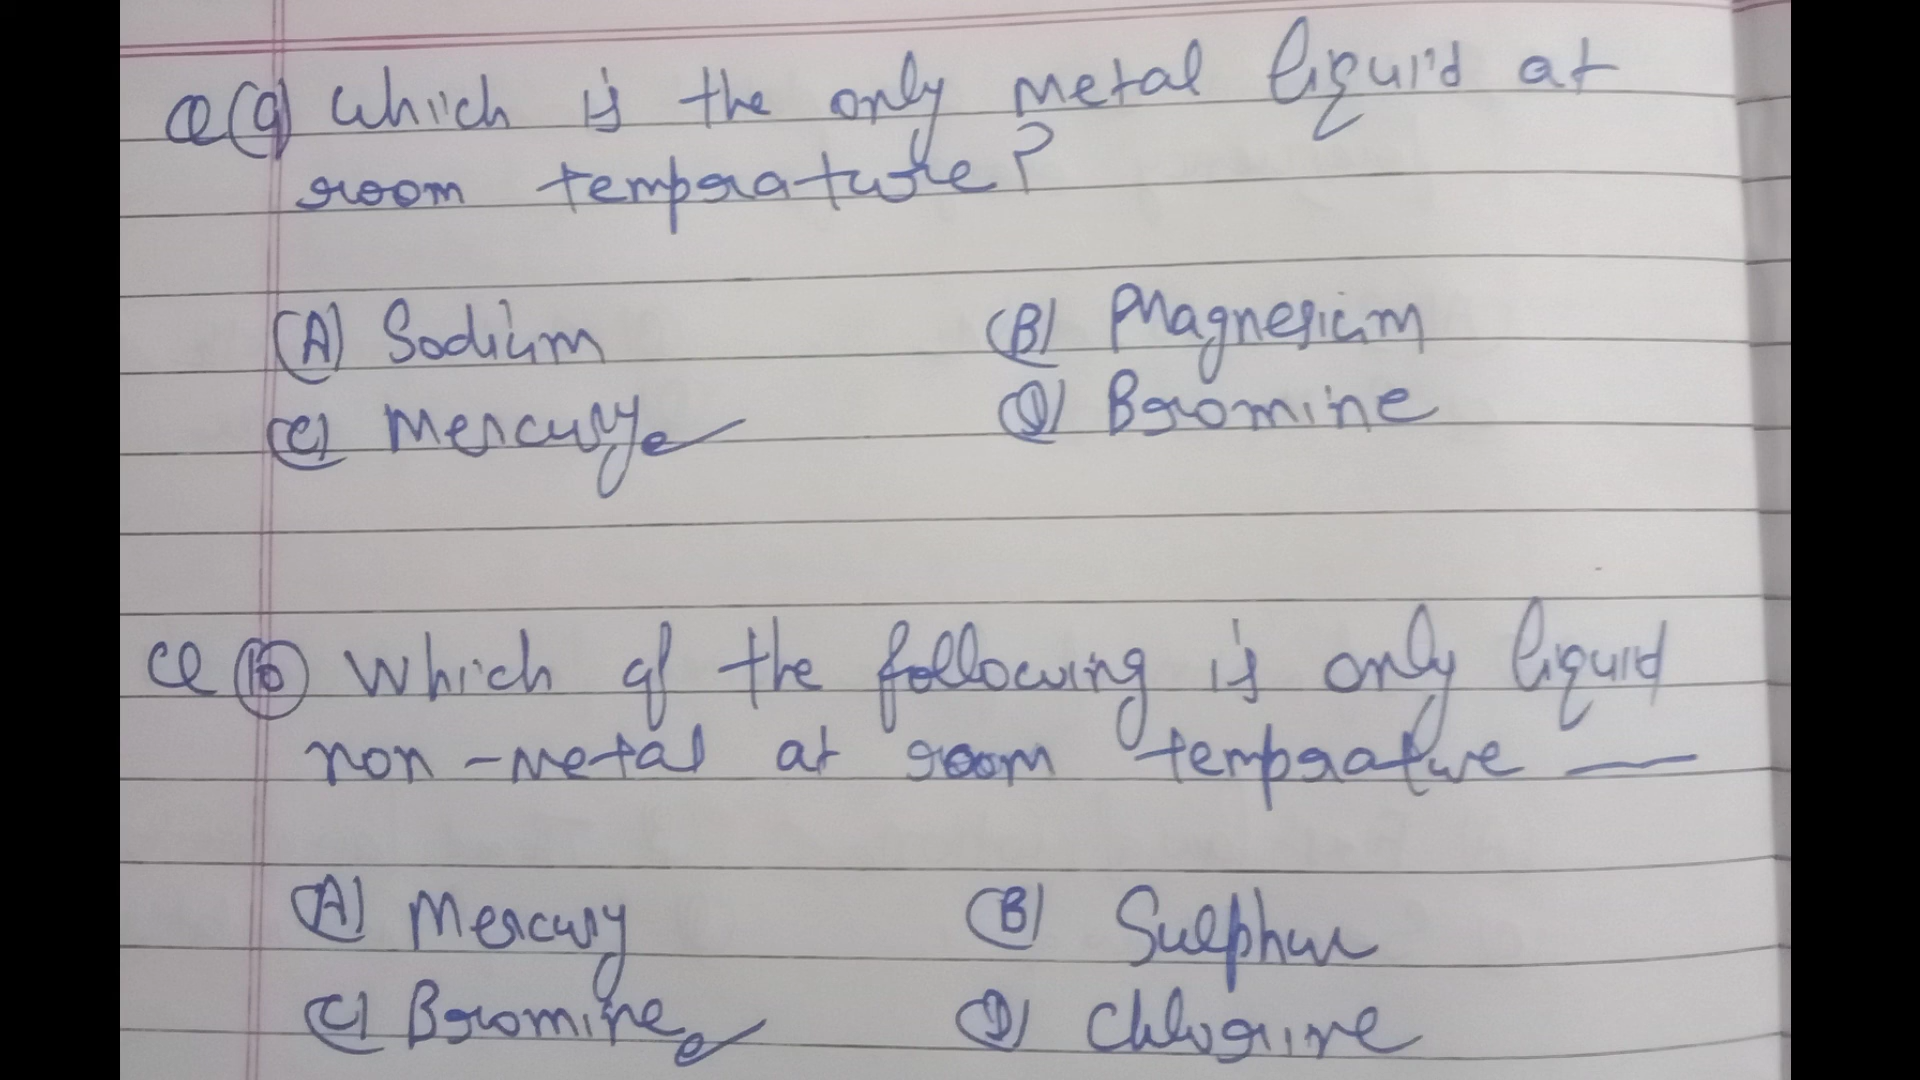 Q(9) Which is the only metal liquid at
room temprature?
(A) Sodium (B) Magnesium
(C) Mercury (D) Bromine
Q (10) Which of the following is only liquid
non-metal at room temprature —
(A) Mercury (B) Sulphur
(C) Bromine (D) Chlorine